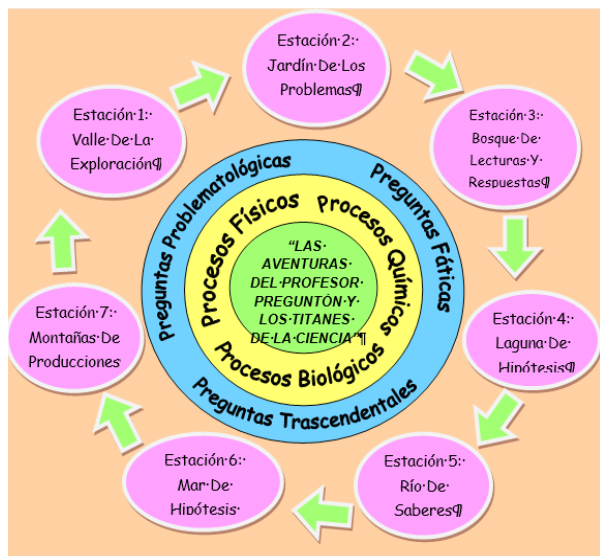 Estación·2:·
Jardín·De·Los·
Problemas¶
Estación·1:·
Valle·De·La·
Exploración¶
Estación·3:·
Bosque·De·
Lecturas·Y·
Respuestas¶
Preguntas Problematológicas
Preguntas Fáticas
Procesos Físicos
Procesos Químicos
“LAS·
AVENTURAS·
DEL·PROFESOR·
PREGUNTÓN·Y·
LOS·TITANES·
DE·LA·CIENCIA”¶
Procesos Biológicos
Preguntas Trascendentales
Estación·7:·
Montañas·De·
Producciones
Estación·4:·
Laguna·De·
Hipótesis¶
Estación·6:·
Mar·De·
Hipótesis·
Estación·5:·
Río·De·
Saberes¶